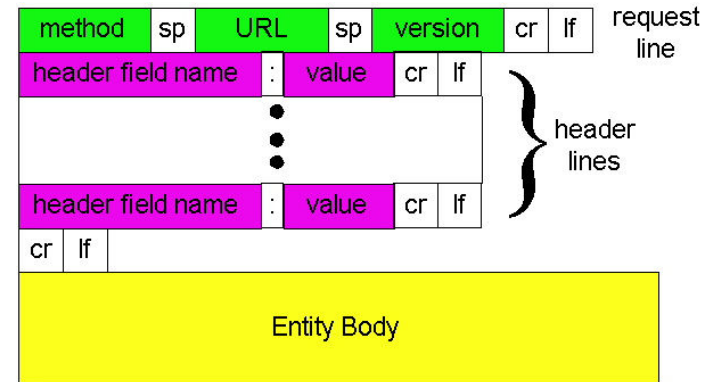 method sp URL sp version cr lf request line
header field name : value cr lf
header lines
header field name : value cr lf
cr lf
Entity Body